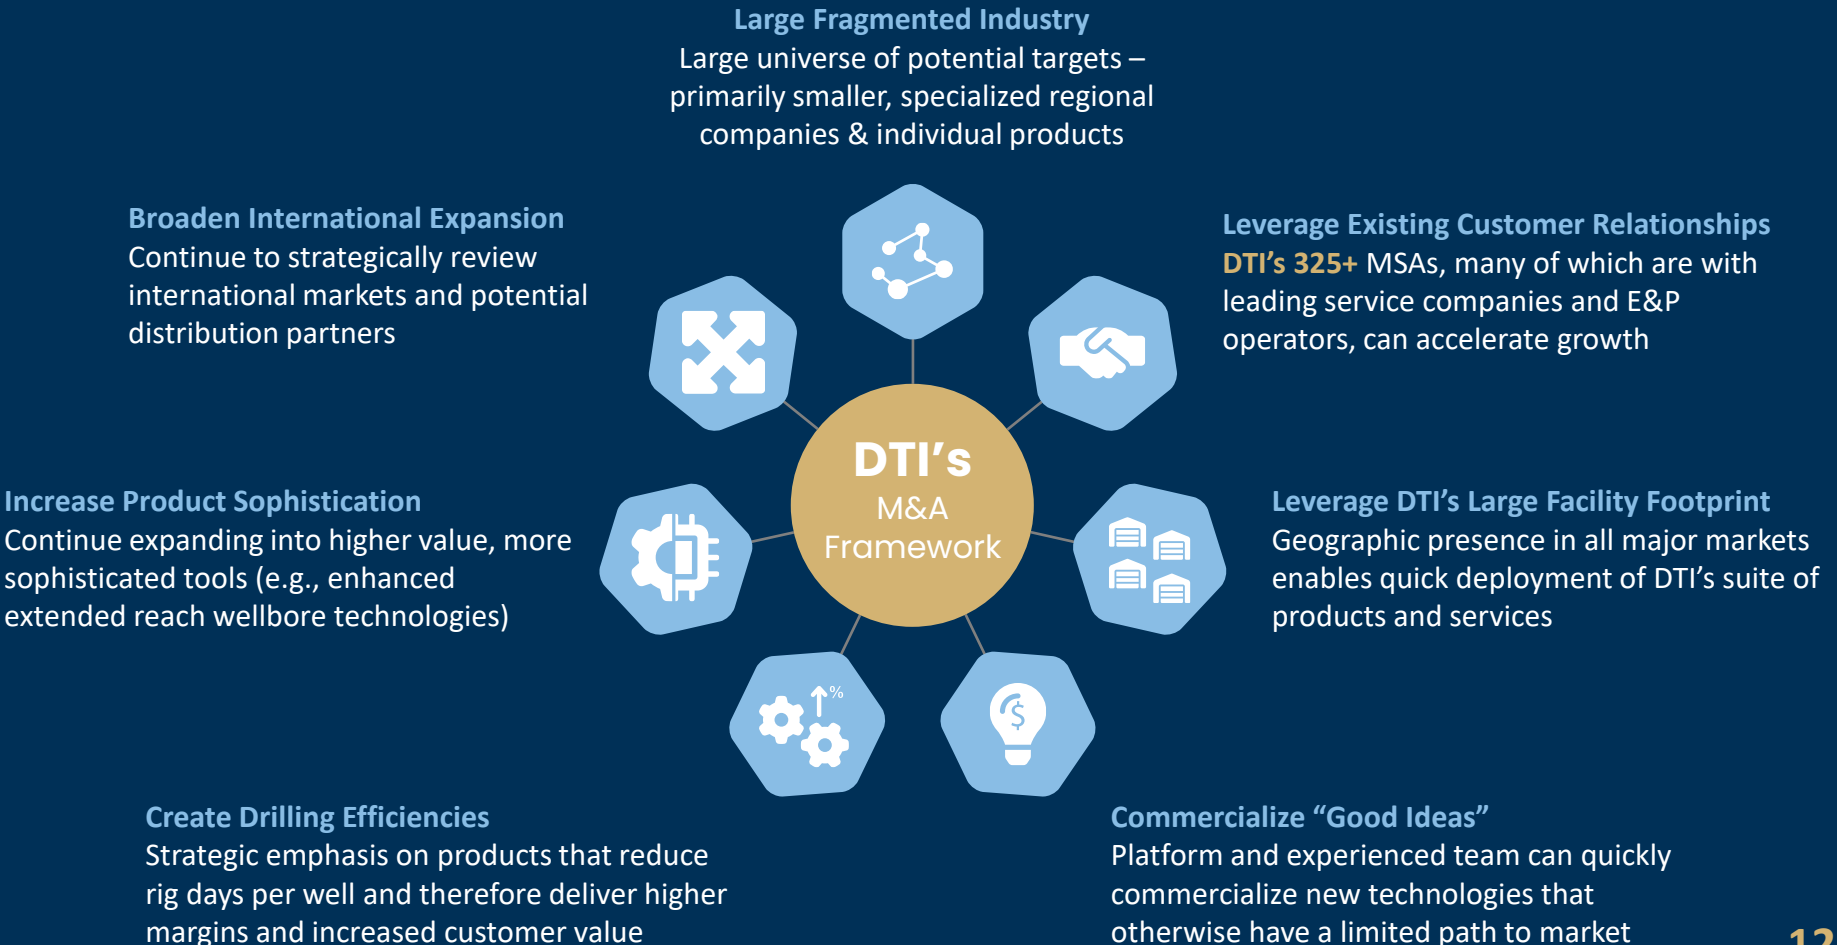 Large Fragmented Industry
Large universe of potential targets –
primarily smaller, specialized regional
companies & individual products
Broaden International Expansion
Continue to strategically review
international markets and potential
distribution partners
Leverage Existing Customer Relationships
DTI’s 325+ MSAs, many of which are with
leading service companies and E&P
operators, can accelerate growth
DTI’s
M&A
Framework
Increase Product Sophistication
Continue expanding into higher value, more
sophisticated tools (e.g., enhanced
extended reach wellbore technologies)
Leverage DTI’s Large Facility Footprint
Geographic presence in all major markets
enables quick deployment of DTI’s suite of
products and services
%
$
Create Drilling Efficiencies
Strategic emphasis on products that reduce
rig days per well and therefore deliver higher
margins and increased customer value
Commercialize “Good Ideas”
Platform and experienced team can quickly
commercialize new technologies that
otherwise have a limited path to market
12